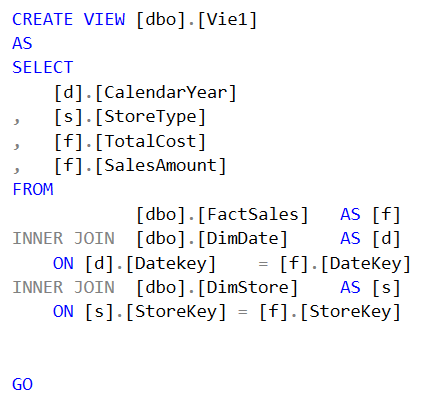 CREATE VIEW [dbo].[Vie1]
AS
SELECT
    [d].[CalendarYear]
,   [s].[StoreType]
,   [f].[TotalCost]
,   [f].[SalesAmount]
FROM
            [dbo].[FactSales]   AS [f]
INNER JOIN  [dbo].[DimDate]     AS [d]
    ON [d].[Datekey]    = [f].[DateKey]
INNER JOIN  [dbo].[DimStore]    AS [s]
    ON [s].[StoreKey] = [f].[StoreKey]
GO